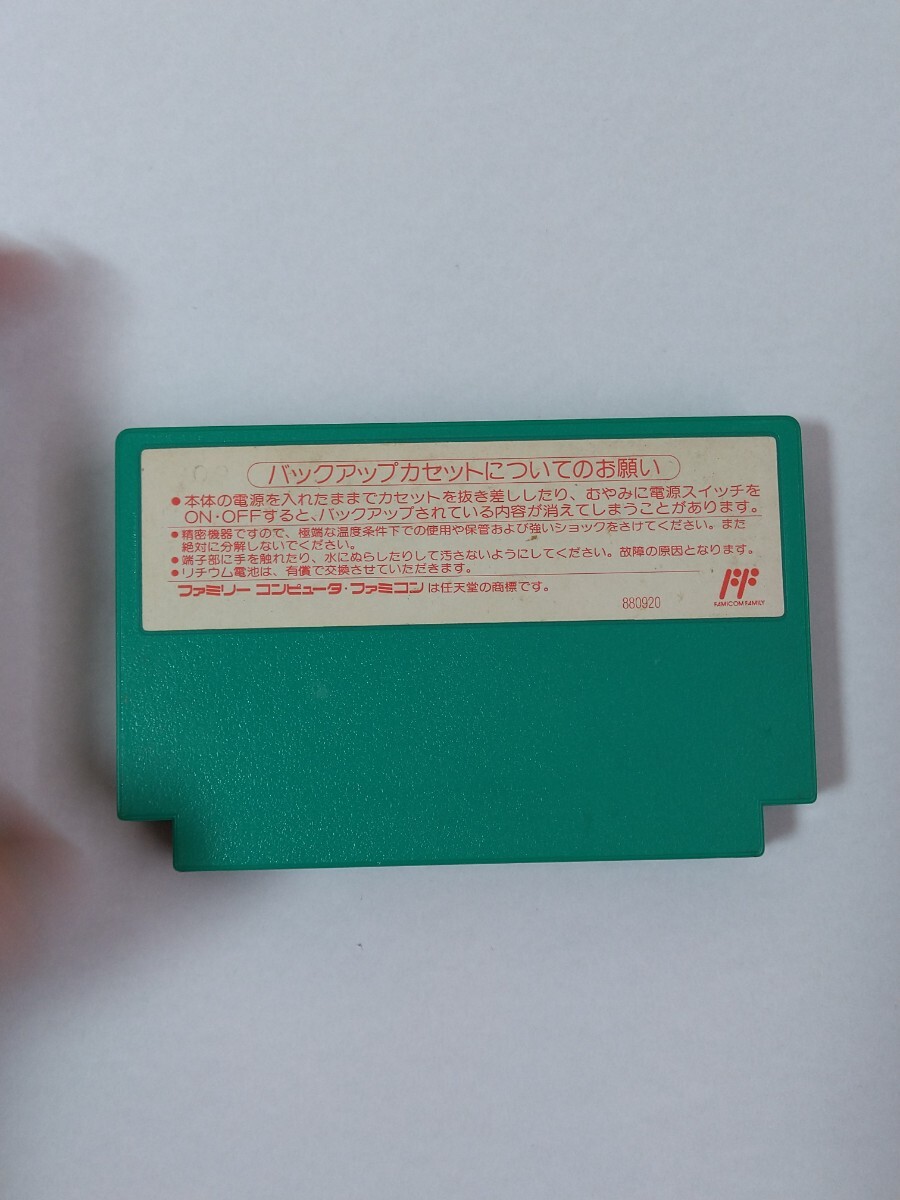 バックアップカセットについてのお願い
●本体の電源を入れたままでカセットを抜き差ししたり、むやみに電源スイッチを
ON・OFFすると、バックアップされている内容が消えてしまうことがあります。
●精密機器ですので、極端な温度条件下での使用や保管および強いショックをさけてください。また
絶対に分解しないでください。
●端子部に手を触れたり、水にぬらしたりして汚さないようにしてください。故障の原因となります。
●リチウム電池は、有償で交換させていただきます。
ファミリーコンピュータ・ファミコンは任天堂の商標です。
FAMICOM FAMILY
880920